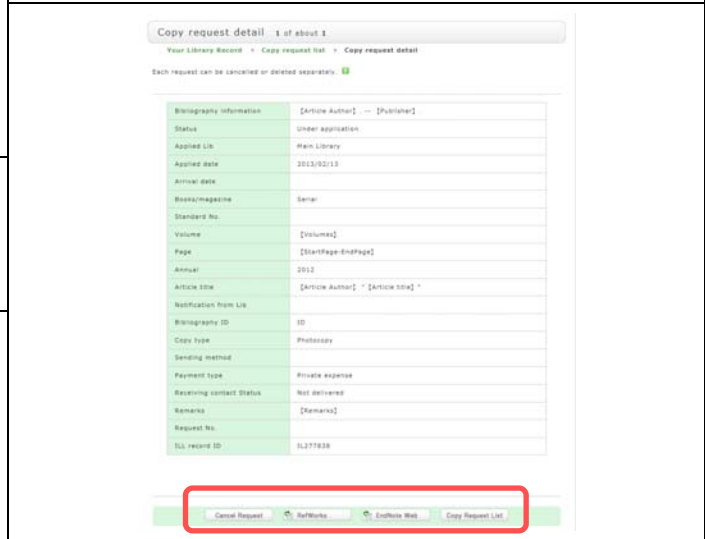 Copy request detail 1 of about 1
Your Library Record > Copy request list > Copy request detail
Each request can be cancelled or deleted separately. ?
Bibliography information 【Article Author】 . -- 【Publisher】
Status Under application
Applied Lib Main Library
Applied date 2013/02/15
Arrival date
Books/magazine Serial
Standard No.
Volume 【Volumes】
Page 【StartPage-EndPage】
Annual 2012
Article title 【Article Author】 " 【Article title】 "
Notification from Lib
Bibliography ID ID
Copy type Photocopy
Sending method
Payment type Private expense
Receiving contact Status Not delivered
Remarks 【Remarks】
Request No.
ILL record ID IL277838
Cancel Request RefWorks EndNote Web Copy Request List